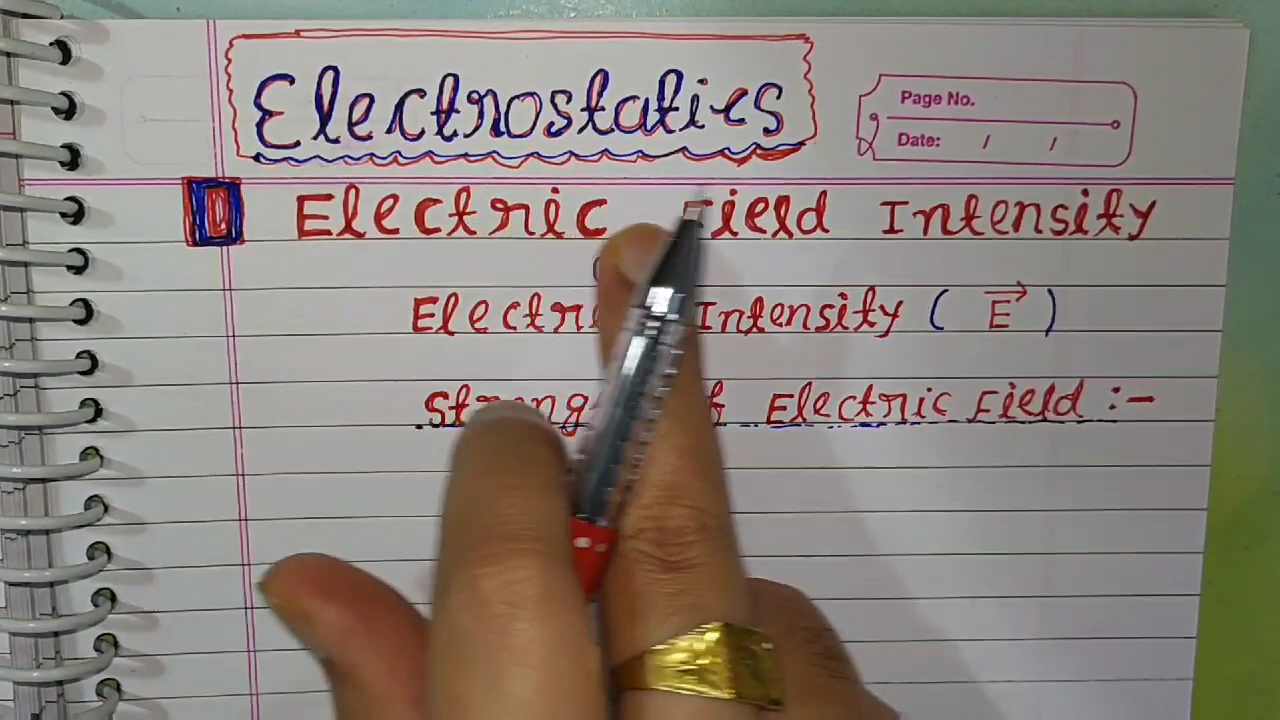 Electrostatics
Page No.
Date: / /
Electric Field Intensity
Intensity ( E⃗ )
Electric Field :-